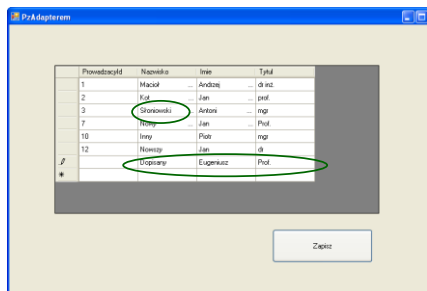 PzAdapterem
ProwadzacyId Nazwisko Imie Tytul
1 Macioł ... Andrzej ... dr inż.
2 Kot ... Jan ... prof.
3 Słoniowski ... Antoni ... mgr
7 Nowy ... Jan ... Prof.
10 Inny Piotr mgr
12 Nowszy Jan dr
Dopisany Eugeniusz Prof.
Zapisz